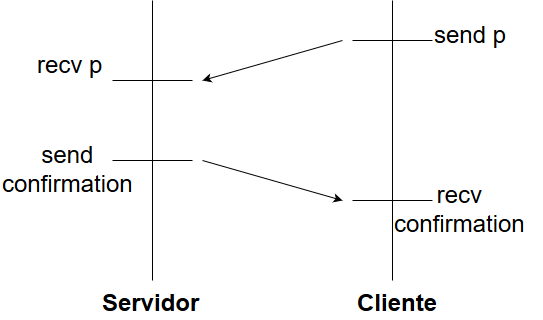 send p
recv p
send
confirmation
recv
confirmation
Servidor
Cliente